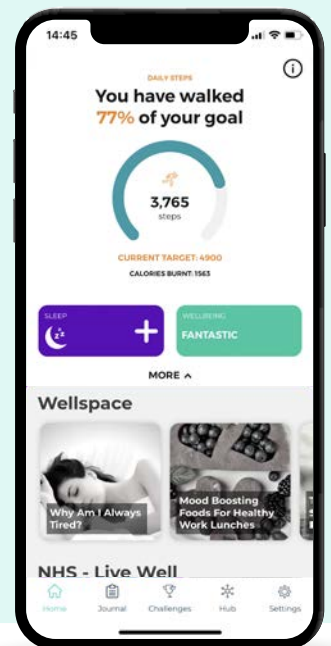 14:45
DAILY STEPS
You have walked
77% of your goal
3,765
steps
CURRENT TARGET: 4900
CALORIES BURNT: 1563
SLEEP
WELLBEING
FANTASTIC
MORE
Wellspace
Why Am I Always
Tired?
Mood Boosting
Foods For Healthy
Work Lunches
NHS - Live Well
Home
Journal
Challenges
Hub
Settings